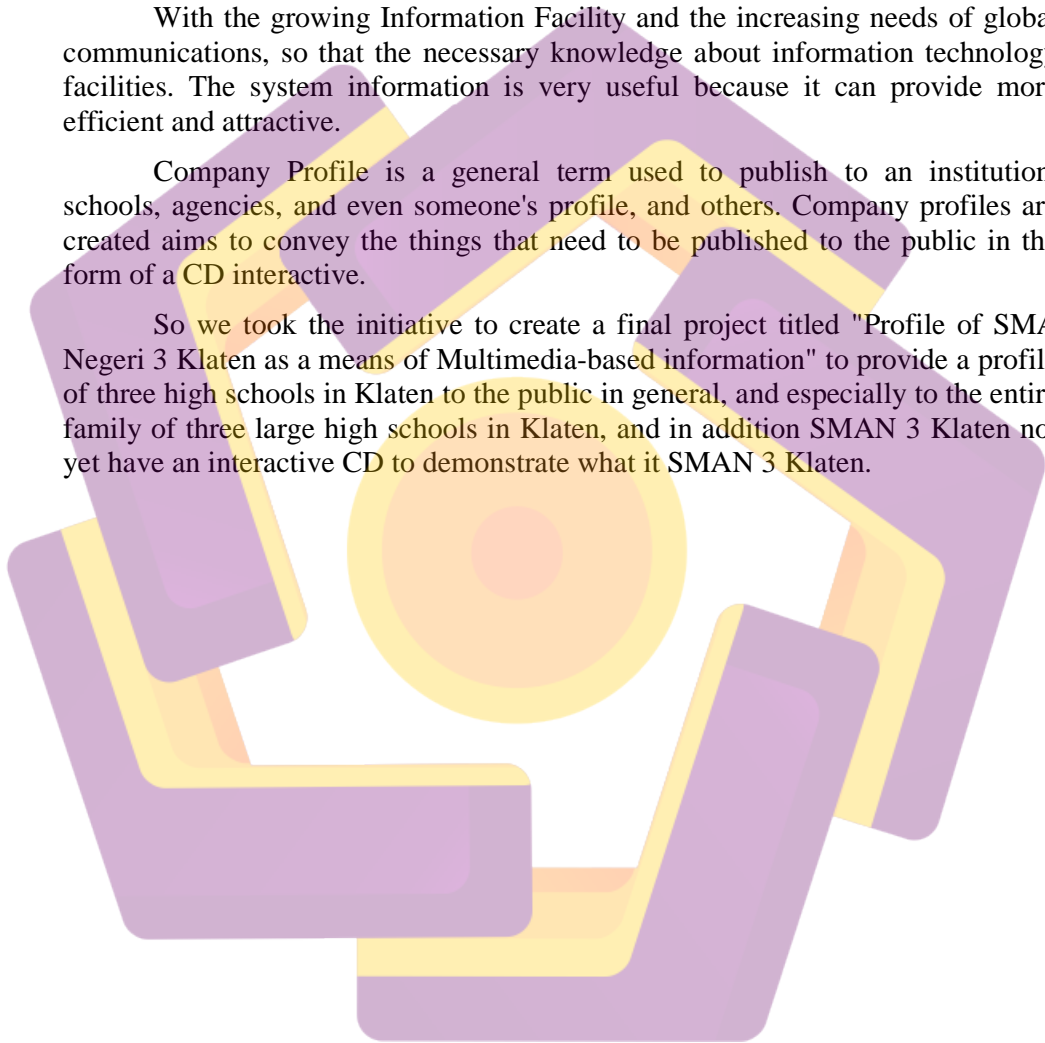 With the growing Information Facility and the increasing needs of globa
communications, so that the necessary knowledge about information technolog
facilities. The system information is very useful because it can provide mor
efficient and attractive.
Company Profile is a general term used to publish to an institution
schools, agencies, and even someone's profile, and others. Company profiles ar
created aims to convey the things that need to be published to the public in th
form of a CD interactive.
So we took the initiative to create a final project titled "Profile of SMA
Negeri 3 Klaten as a means of Multimedia-based information" to provide a profil
of three high schools in Klaten to the public in general, and especially to the entir
family of three large high schools in Klaten, and in addition SMAN 3 Klaten no
yet have an interactive CD to demonstrate what it SMAN 3 Klaten.